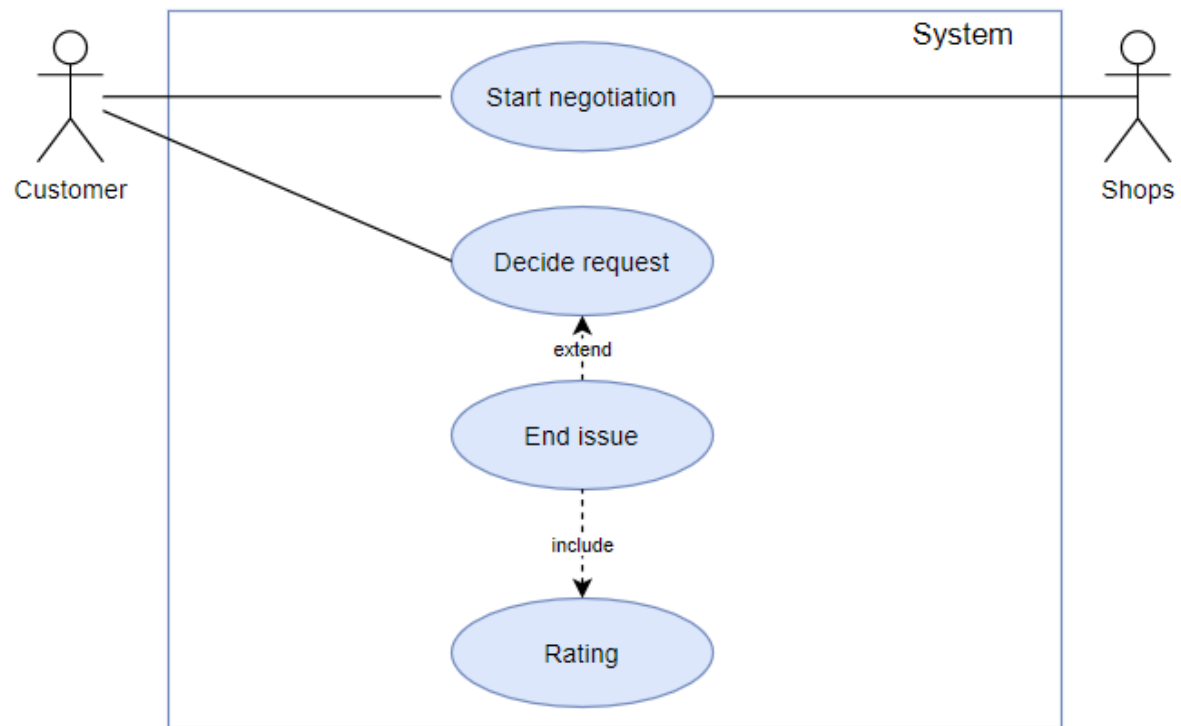 System
Start negotiation
Customer
Shops
Decide request
extend
End issue
include
Rating